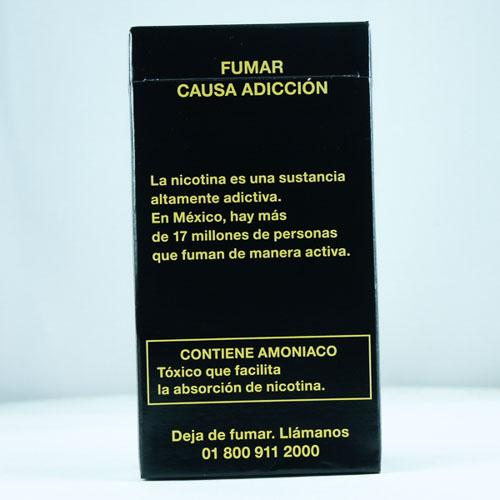 FUMAR
CAUSA ADICCIÓN
La nicotina es una sustancia
altamente adictiva.
En México, hay más
de 17 millones de personas
que fuman de manera activa.
CONTIENE AMONIACO
Tóxico que facilita
la absorción de nicotina.
Deja de fumar. Llámanos
01 800 911 2000